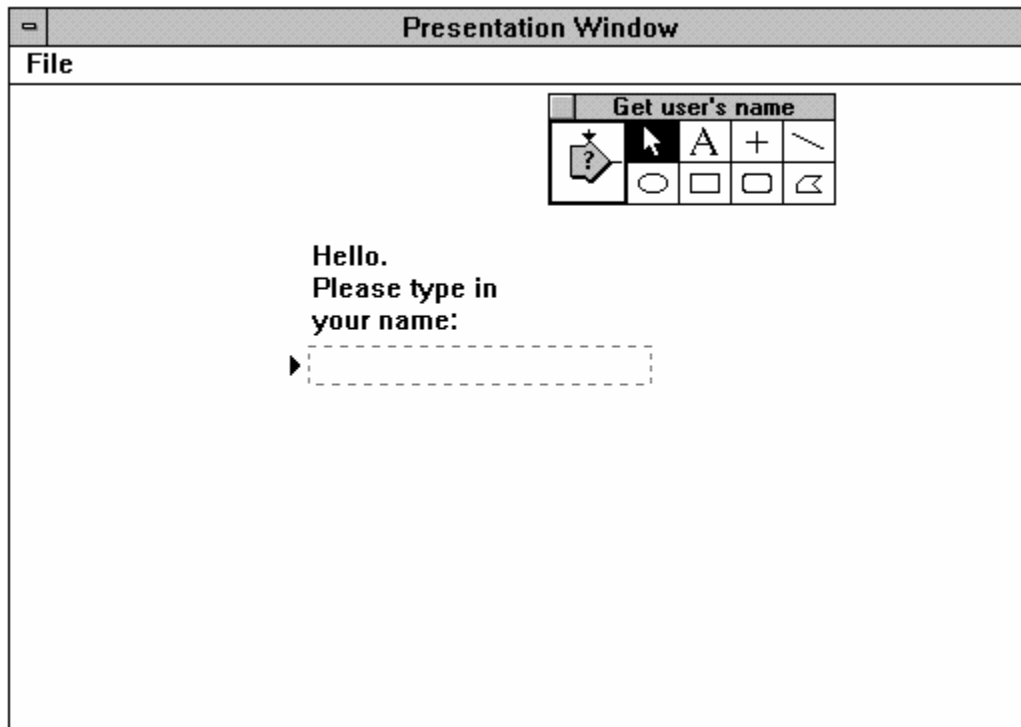 Presentation Window
File
Get user's name
?
A
Hello.
Please type in
your name: